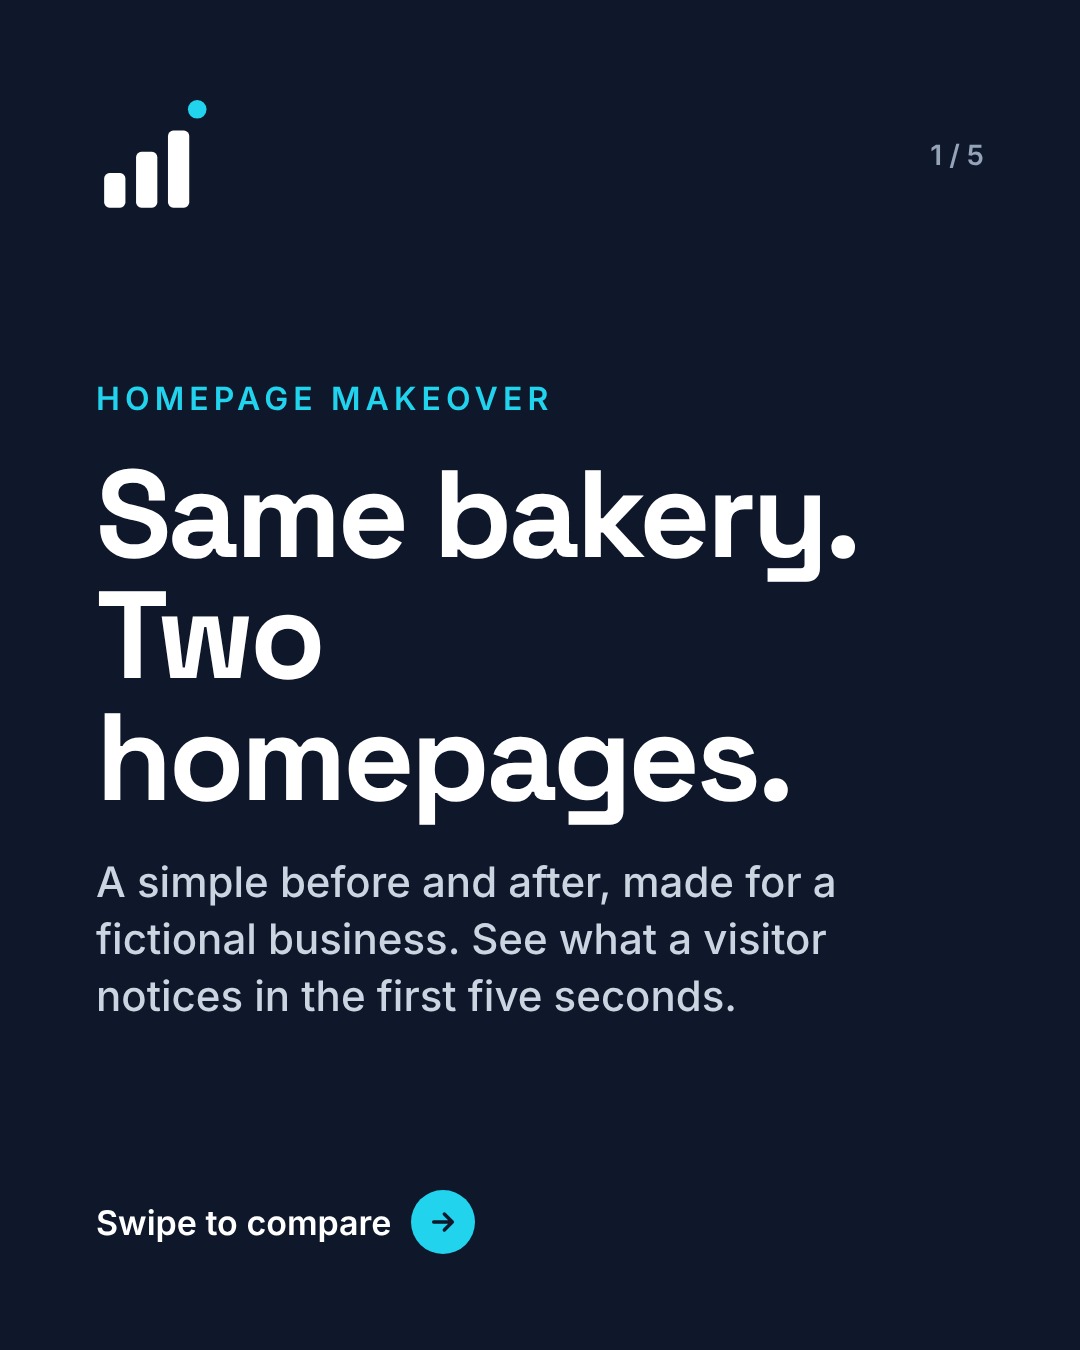 1 / 5
HOMEPAGE MAKEOVER
Same bakery.
Two
homepages.
A simple before and after, made for a
fictional business. See what a visitor
notices in the first five seconds.
Swipe to compare